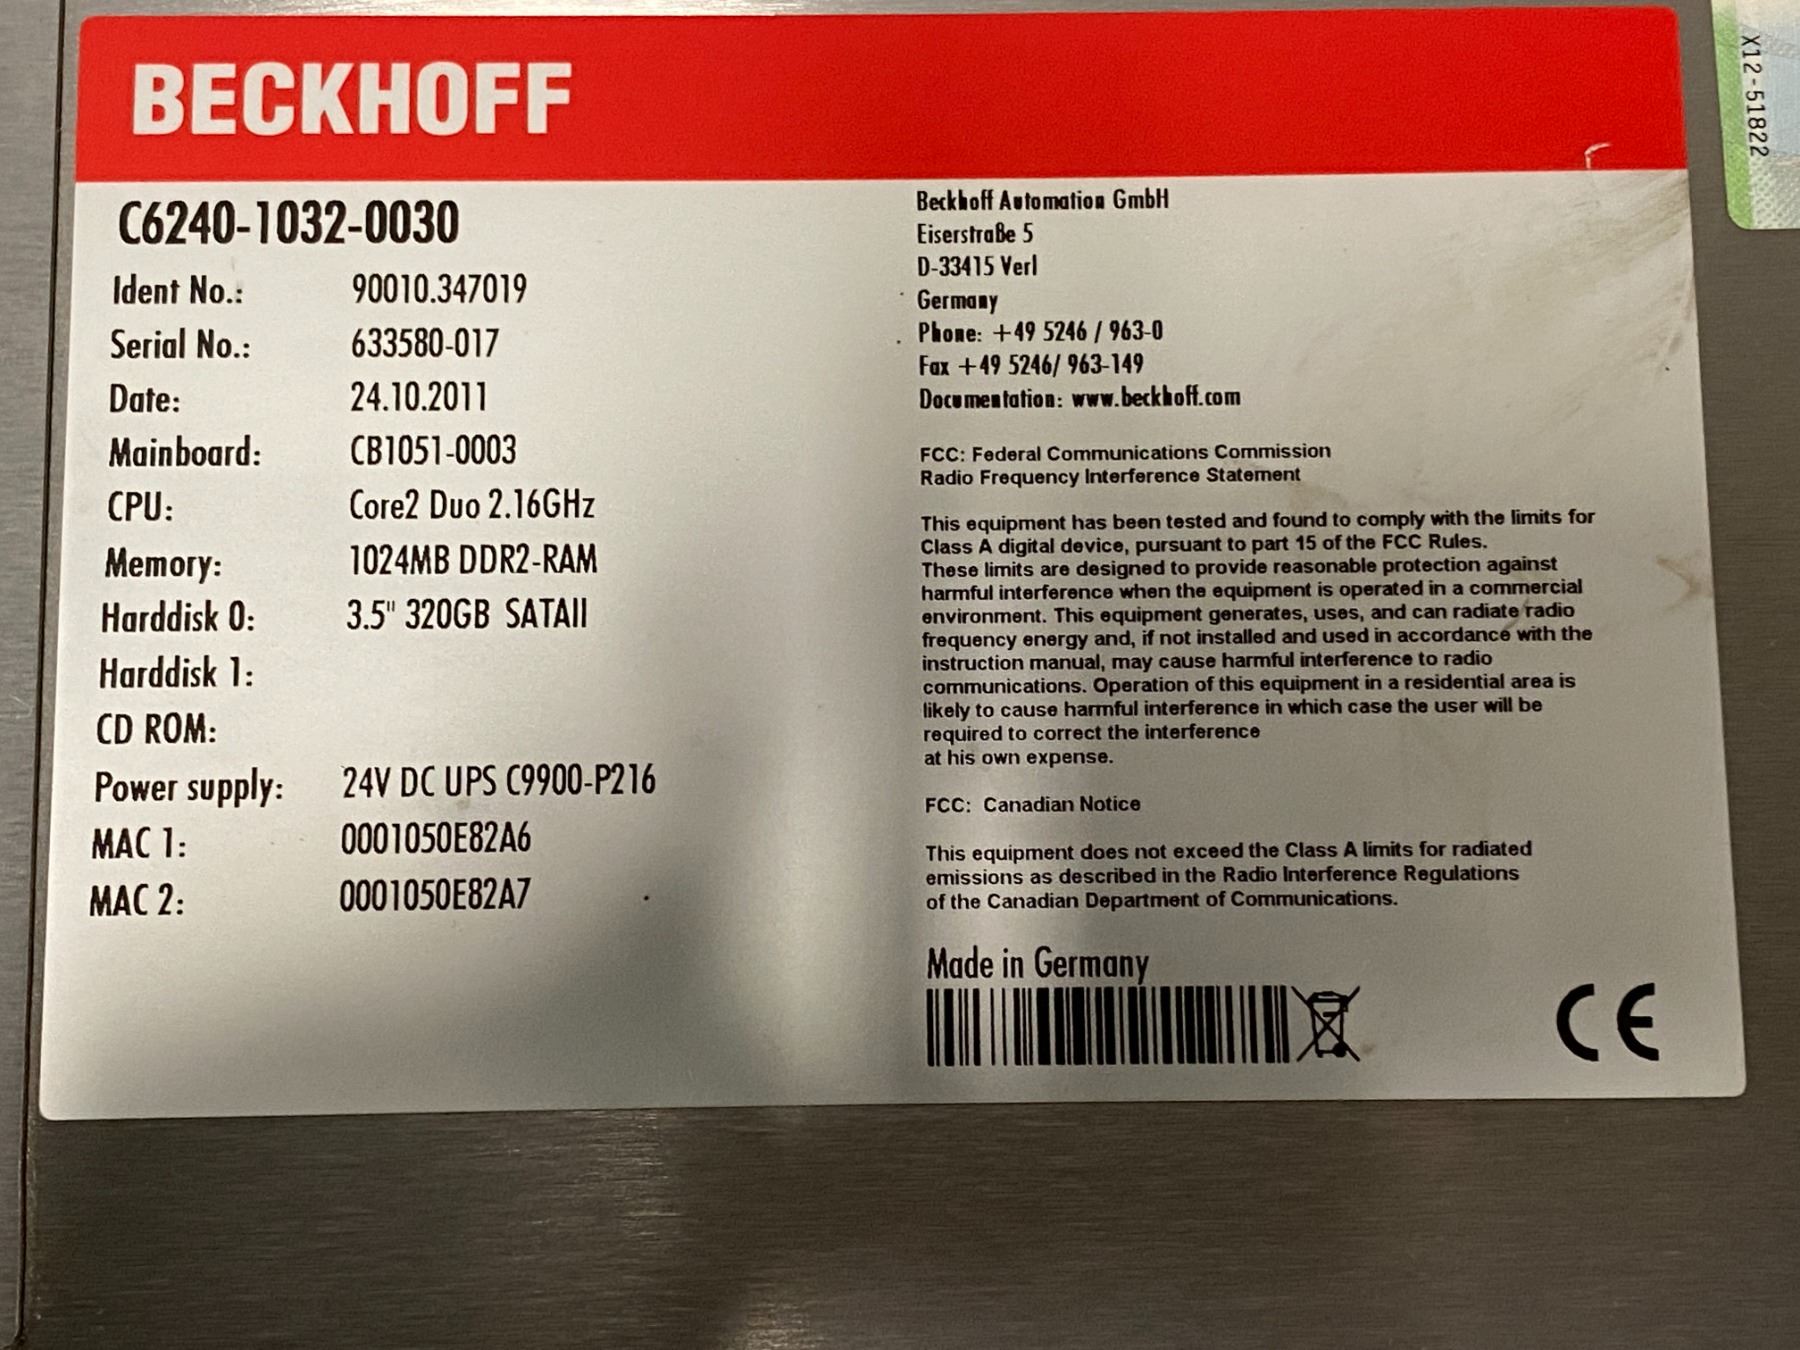 BECKHOFF
C6240-1032-0030
Ident No.: 90010.347019
Serial No.: 633580-017
Date: 24.10.2011
Mainboard: CB1051-0003
CPU: Core2 Duo 2.16GHz
Memory: 1024MB DDR2-RAM
Harddisk 0: 3.5" 320GB SATAII
Harddisk 1:
CD ROM:
Power supply: 24V DC UPS C9900-P216
MAC 1: 0001050E82A6
MAC 2: 0001050E82A7
Beckhoff Automation GmbH
Eiserstraße 5
D-33415 Verl
Germany
Phone: +49 5246 / 963-0
Fax +49 5246/ 963-149
Documentation: www.beckhoff.com
FCC: Federal Communications Commission
Radio Frequency Interference Statement
This equipment has been tested and found to comply with the limits for
Class A digital device, pursuant to part 15 of the FCC Rules.
These limits are designed to provide reasonable protection against
harmful interference when the equipment is operated in a commercial
environment. This equipment generates, uses, and can radiate radio
frequency energy and, if not installed and used in accordance with the
instruction manual, may cause harmful interference to radio
communications. Operation of this equipment in a residential area is
likely to cause harmful interference in which case the user will be
required to correct the interference
at his own expense.
FCC: Canadian Notice
This equipment does not exceed the Class A limits for radiated
emissions as described in the Radio Interference Regulations
of the Canadian Department of Communications.
Made in Germany
CE
X12-51822